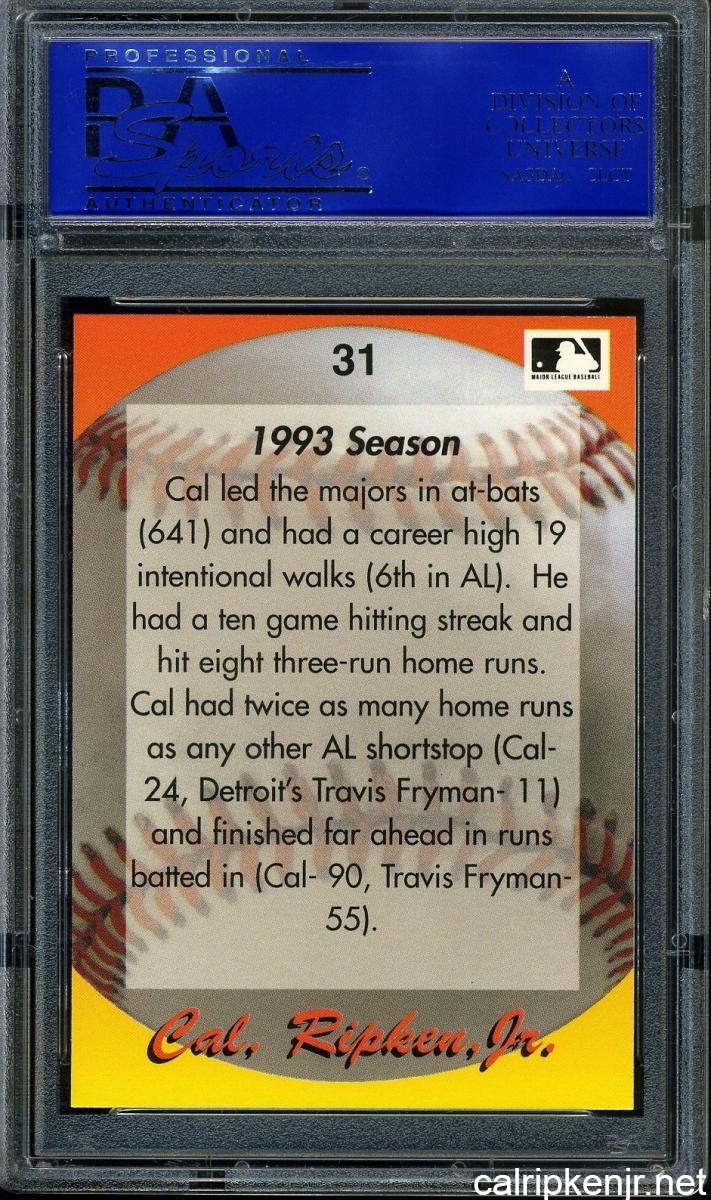 PROFESSIONAL
PSA
Sports®
AUTHENTICATOR
A
DIVISION OF
COLLECTORS
UNIVERSE
NASDAQ: CLCT
31
MAJOR LEAGUE BASEBALL
1993 Season
Cal led the majors in at-bats
(641) and had a career high 19
intentional walks (6th in AL).  He
had a ten game hitting streak and
hit eight three-run home runs.
Cal had twice as many home runs
as any other AL shortstop (Cal-
24, Detroit's Travis Fryman- 11)
and finished far ahead in runs
batted in (Cal- 90, Travis Fryman-
55).
Cal, Ripken, Jr.
calripkenjr.net